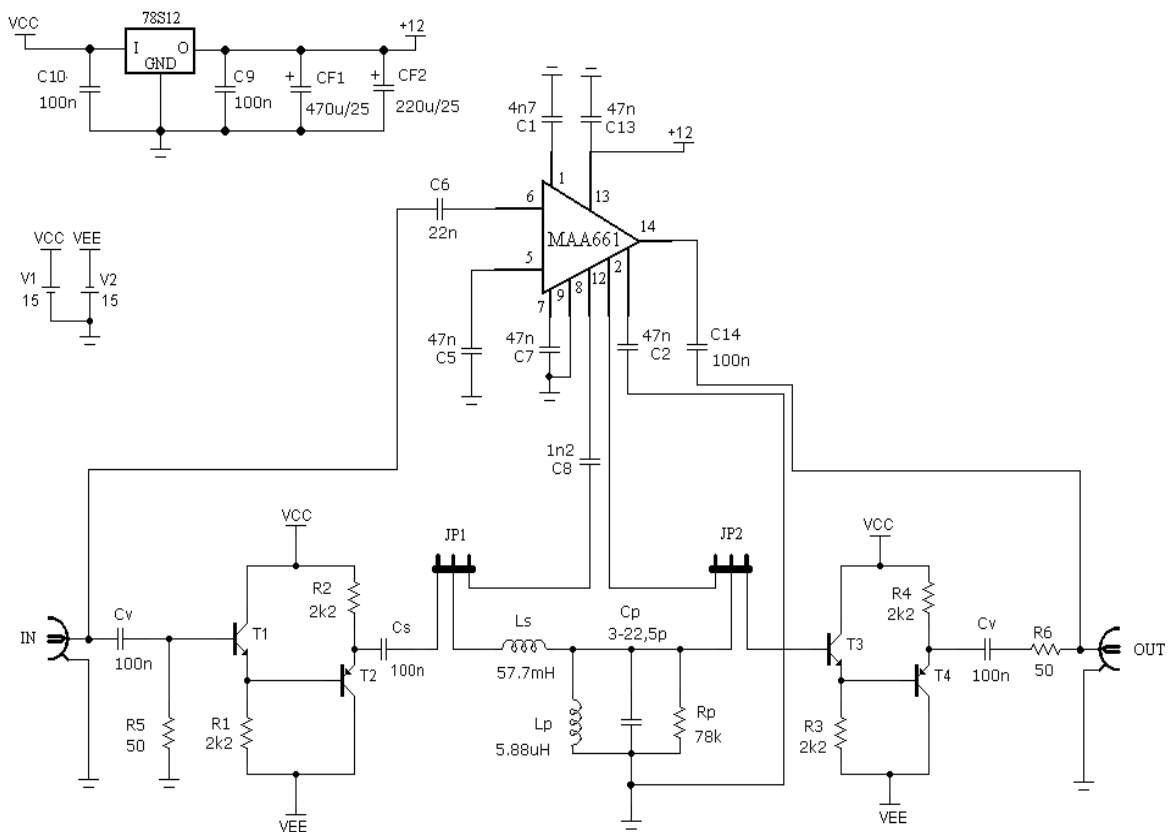 VCC
78S12
I O
GND
+12
C10
100n
C9
100n
+
CF1
470u/25
+
CF2
220u/25
4n7
C1
47n
C13
+12
1
13
C6
22n
6
MAA661
14
5
7
9
8
12
2
VCC
VEE
V1
15
V2
15
47n
C5
47n
C7
47n
C2
C14
100n
1n2
C8
VCC
JP1
JP2
VCC
R2
2k2
R4
2k2
IN
Cv
100n
T1
Cs
100n
T2
Ls
57.7mH
Cp
3-22,5p
T3
T4
Cv
100n
R6
50
OUT
R5
50
R1
2k2
Lp
5.88uH
Rp
78k
R3
2k2
VEE
VEE